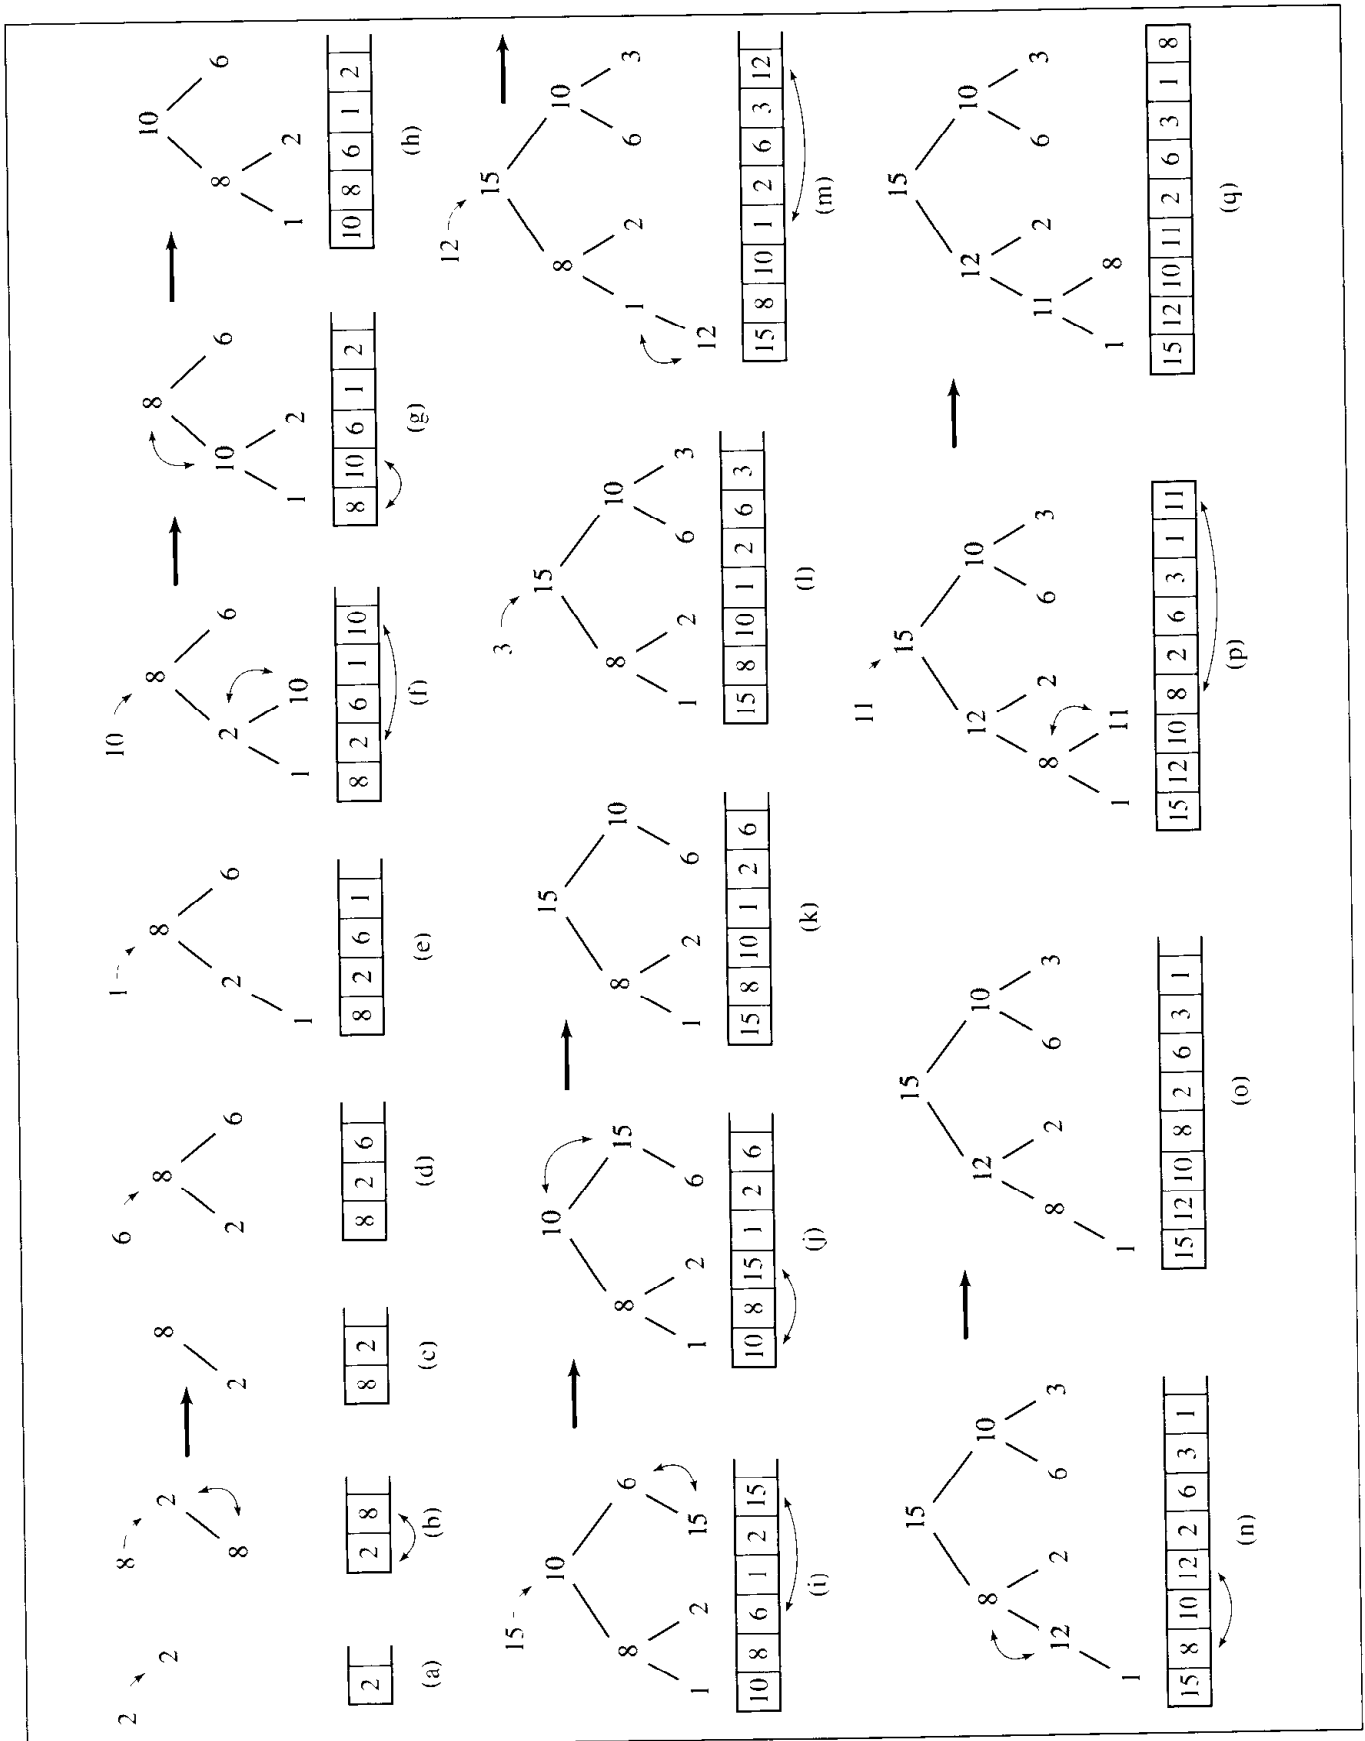 2
2
2
(a)
8
2
8
2 8
(b)
8
2
8 2
(c)
6
8
2 6
8 2 6
(d)
1
8
2 6
1
8 2 6 1
(e)
10
8
2 6
1 10
8 2 6 1 10
(f)
8
10 6
1 2
8 10 6 1 2
(g)
10
8 6
1 2
10 8 6 1 2
(h)
15
10
8 6
1 2 15
10 8 6 1 2 15
(i)
10
8 15
1 2 6
10 8 15 1 2 6
(j)
15
8 10
1 2 6
15 8 10 1 2 6
(k)
3
15
8 10
1 2 6 3
15 8 10 1 2 6 3
(l)
12
15
8 10
1 2 6 3
12
15 8 10 1 2 6 3 12
(m)
15
8 10
12 2 6 3
1
15 8 10 12 2 6 3 1
(n)
15
12 10
8 2 6 3
1
15 12 10 8 2 6 3 1
(o)
11
15
12 10
8 2 6 3
1 11
15 12 10 8 2 6 3 1 11
(p)
15
12 10
11 2 6 3
1 8
15 12 10 11 2 6 3 1 8
(q)